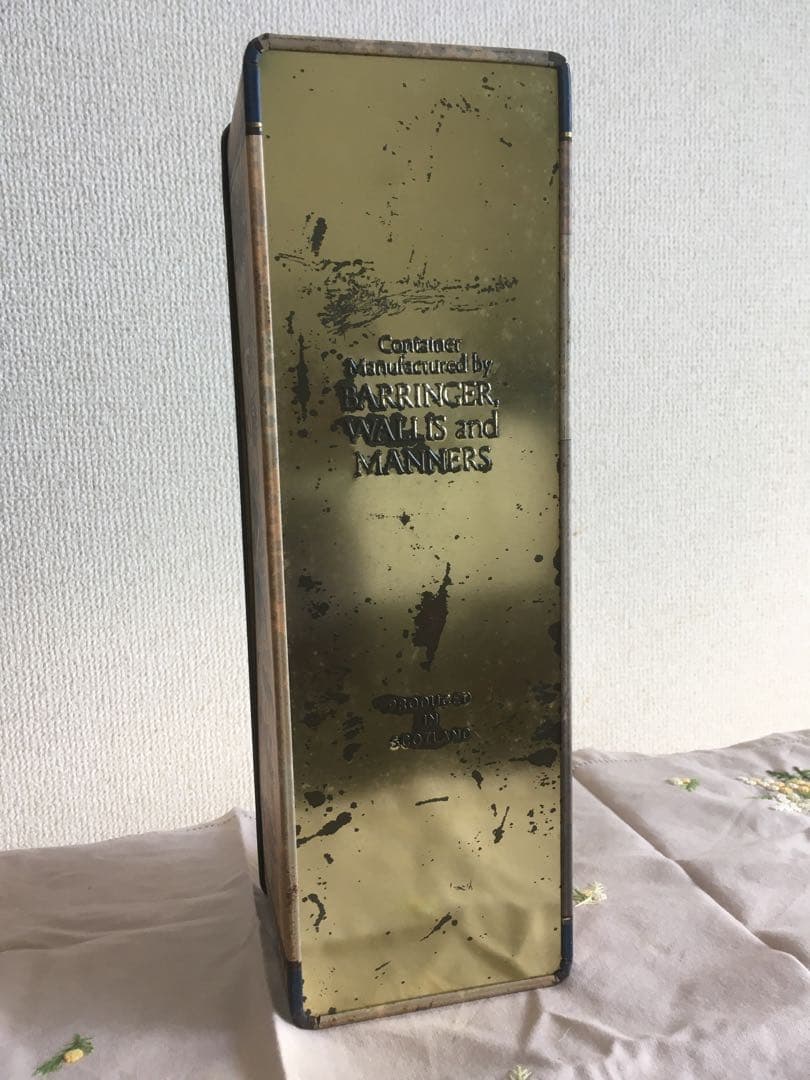 Container
Manufactured by
BARRINGER,
WALLIS and
MANNERS
PRODUCED
IN
SCOTLAND